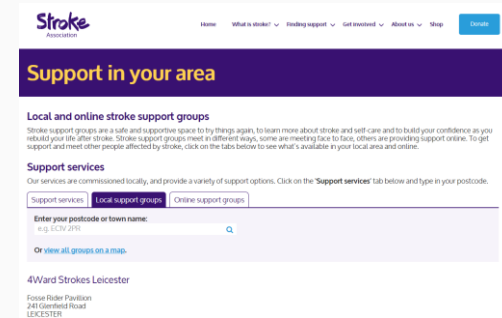 Stroke
Association
Home What is stroke? Finding support Get involved About us Shop Donate
Support in your area
Local and online stroke support groups
Stroke support groups are a safe and supportive space to try things again, to learn more about stroke and self-care and to build your confidence as you
rebuild your life after stroke. Stroke support groups meet in different ways, some are meeting face to face, others are providing support online. To get
support and meet other people affected by stroke, click on the tabs below to see what's available in your local area and online.
Support services
Our services are commissioned locally, and provide a variety of support options. Click on the 'Support services' tab below and type in your postcode.
Support services Local support groups Online support groups
Enter your postcode or town name:
e.g. EC1V 2PR
Or view all groups on a map.
4Ward Strokes Leicester
Fosse Rider Pavillion
241 Glenfield Road
LEICESTER